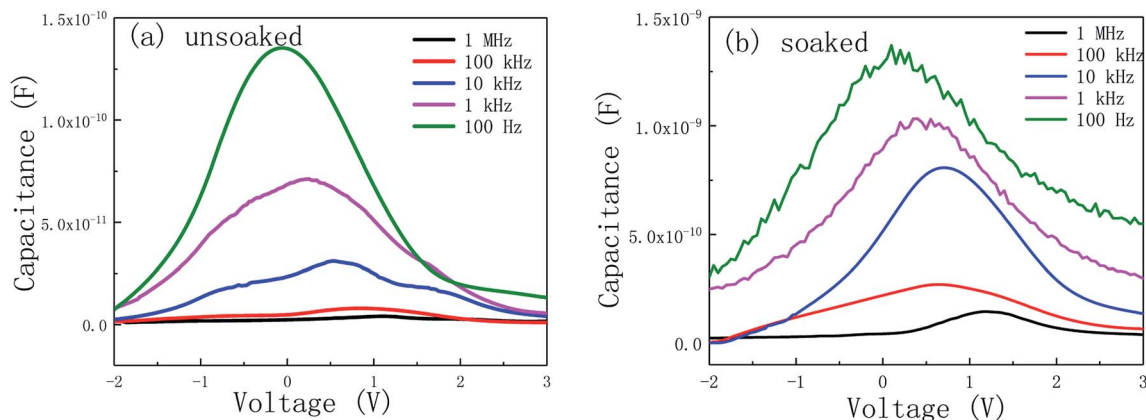 (a) unsoaked
1 MHz
100 kHz
10 kHz
1 kHz
100 Hz
1.5x10⁻¹⁰
1.0x10⁻¹⁰
5.0x10⁻¹¹
0.0
Capacitance (F)
-2 -1 0 1 2 3
Voltage (V)
(b) soaked
1 MHz
100 kHz
10 kHz
1 kHz
100 Hz
1.5x10⁻⁹
1.0x10⁻⁹
5.0x10⁻¹⁰
0.0
Capacitance (F)
-2 -1 0 1 2 3
Voltage (V)